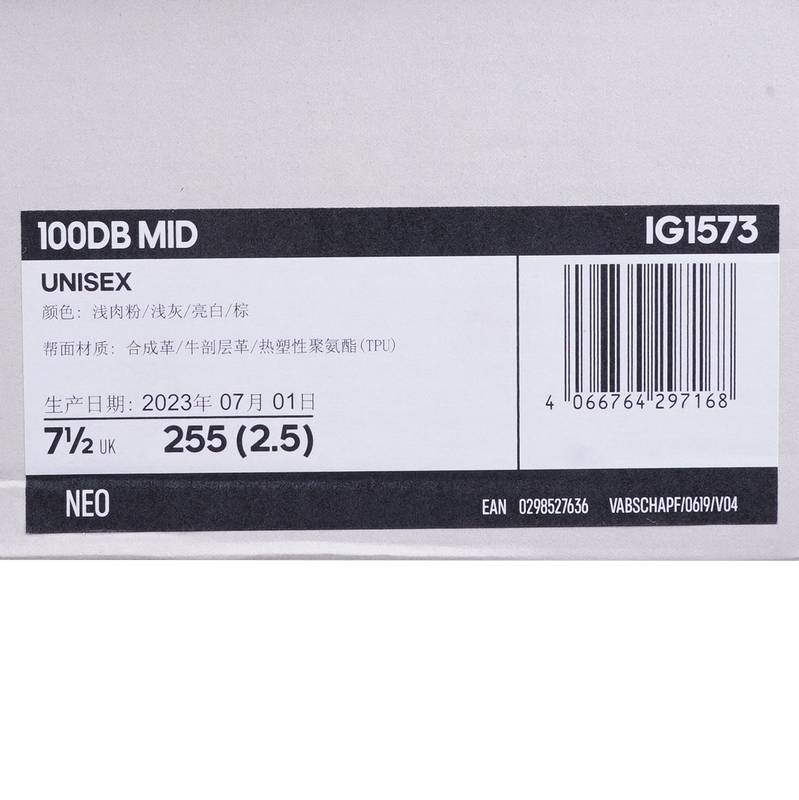 100DB MID
IG1573
UNISEX
颜色: 浅肉粉/浅灰/亮白/棕
帮面材质: 合成革/牛剖层革/热塑性聚氨酯(TPU)
生产日期: 2023年 07月 01日
7½ UK 255 (2.5)
4 066764 297168
NEO
EAN 0298527636 VABSCHAPF/0619/V04